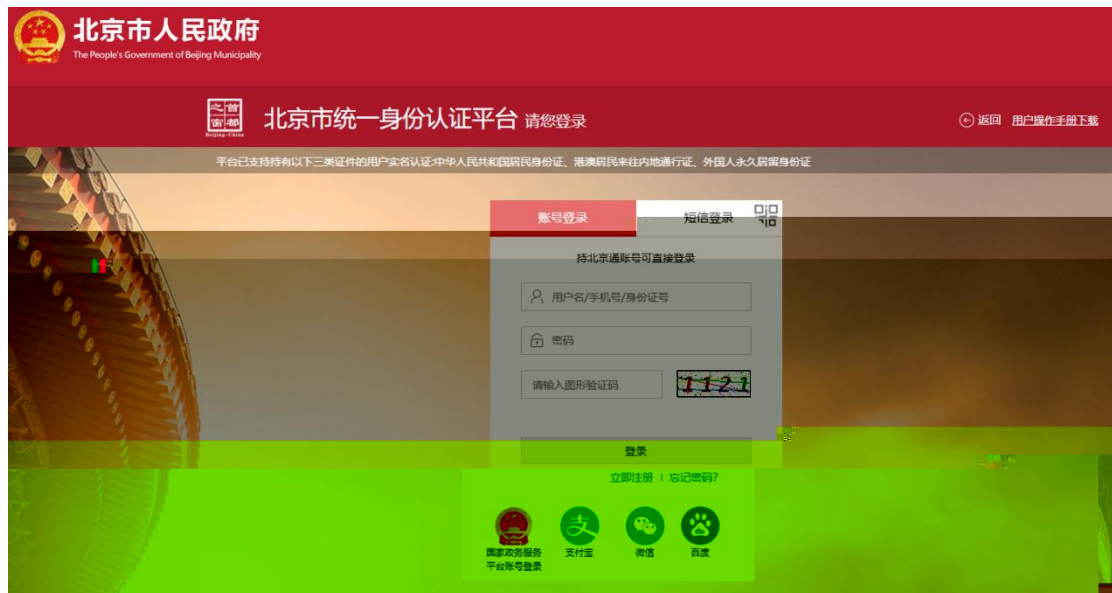 北京市人民政府
The People's Government of Beijing Municipality
首都之窗
Beijing-China
北京市统一身份认证平台 请您登录
返回 用户操作手册下载
平台已支持持有以下三类证件的用户实名认证:中华人民共和国居民身份证、港澳居民来往内地通行证、外国人永久居留身份证
账号登录 短信登录
持北京通账号可直接登录
用户名/手机号/身份证号
密码
请输入图形验证码 1121
登录
立即注册 | 忘记密码?
国家政务服务
平台账号登录
支付宝
微信
百度